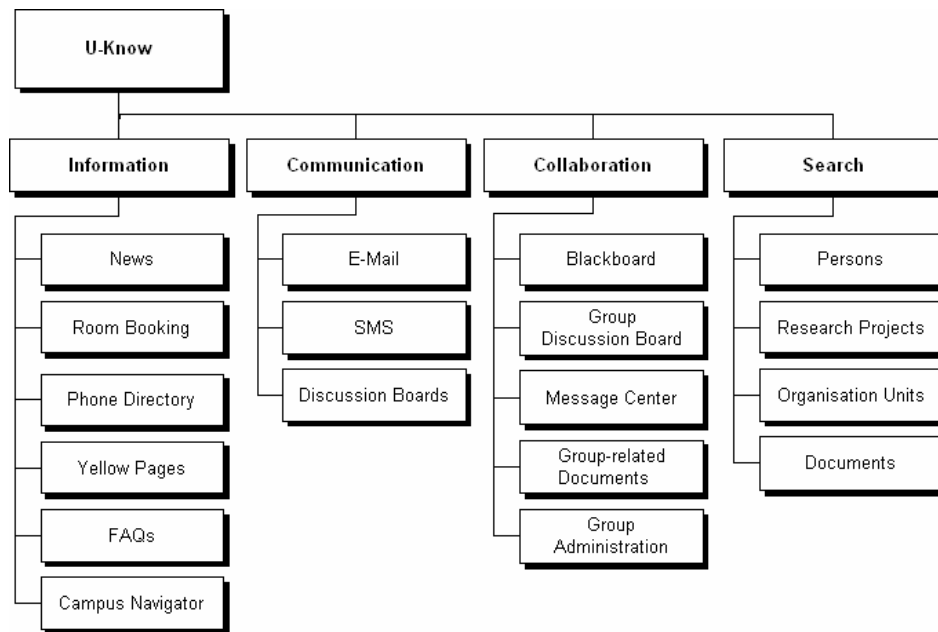 U-Know
Information
Communication
Collaboration
Search
News
Room Booking
Phone Directory
Yellow Pages
FAQs
Campus Navigator
E-Mail
SMS
Discussion Boards
Blackboard
Group
Discussion Board
Message Center
Group-related
Documents
Group
Administration
Persons
Research Projects
Organisation Units
Documents